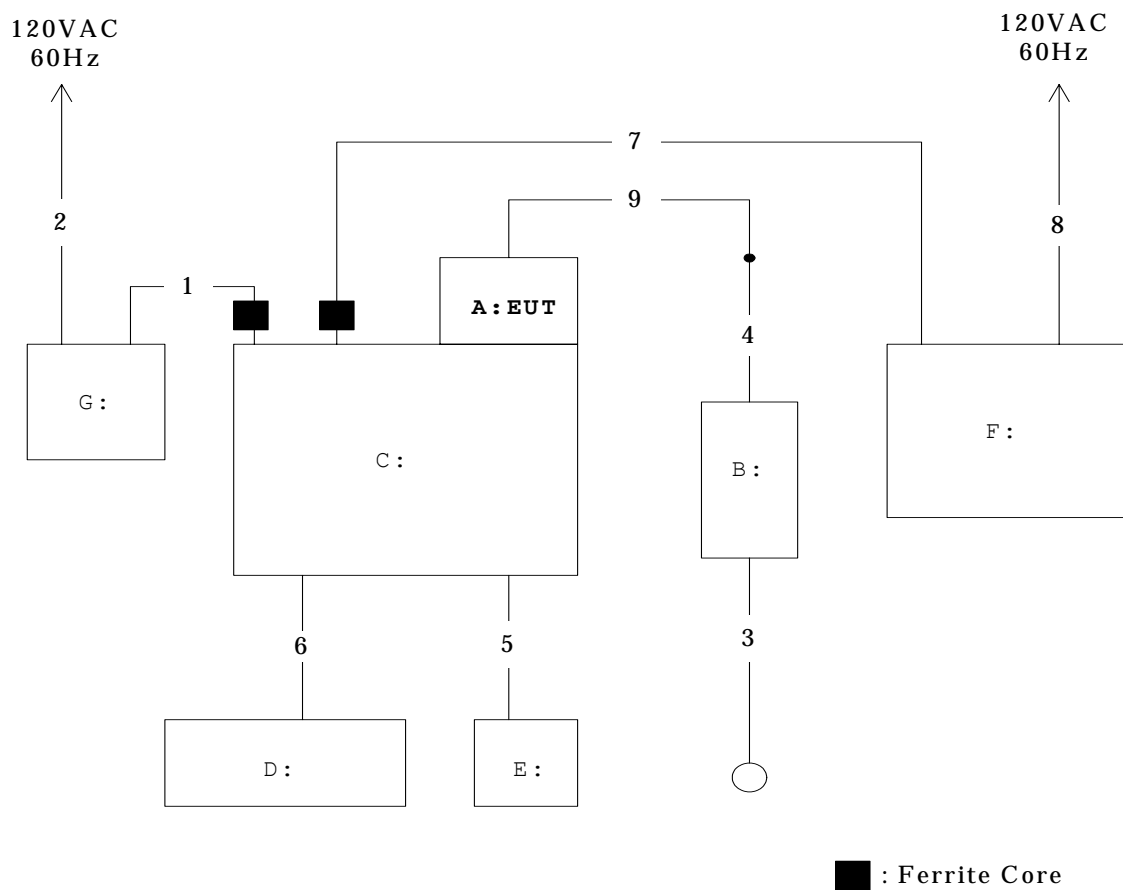 120VAC
60Hz
120VAC
60Hz
7
9
2
8
1
A:EUT
4
G:
C:
B:
F:
6
5
3
D:
E:
: Ferrite Core